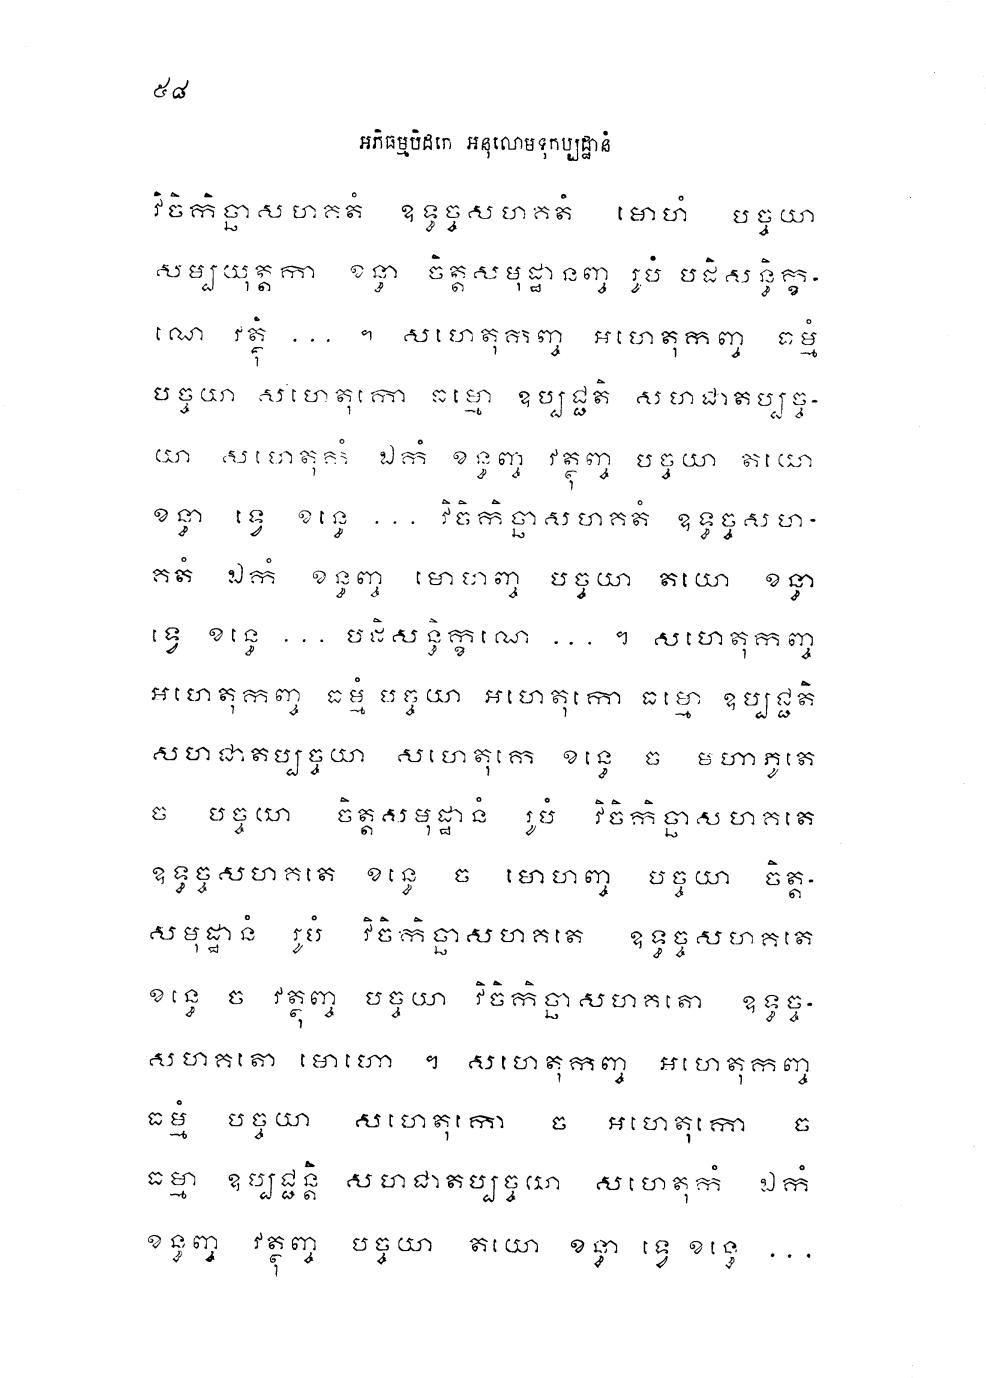 ៥៨
អភិធម្មបិដកេ អនុលោមទុកប្បដ្ឋានំ
វិចិកិច្ឆាសហគតំ ឧទ្ធច្ចសហគតំ មោហំ បច្ចយា
សម្បយុត្តកា ខន្ធា ចិត្តសមុដ្ឋានញ្ច រូបំ បដិសន្ធិក្ខ-
ណេ វត្ថុំ ... ។ សហេតុកញ្ច អហេតុកញ្ច ធម្មំ
បច្ចយា សហេតុកោ ធម្មោ ឧប្បជ្ជតិ សហជាតប្បច្ច-
យា សហេតុកំ ឯកំ ខន្ធញ្ច វត្ថុញ្ច បច្ចយា តយោ
ខន្ធា ទ្វេ ខន្ធេ ... វិចិកិច្ឆាសហគតំ ឧទ្ធច្ចសហ-
គតំ ឯកំ ខន្ធញ្ច មោហញ្ច បច្ចយា តយោ ខន្ធា
ទ្វេ ខន្ធេ ... បដិសន្ធិក្ខណេ ... ។ សហេតុកញ្ច
អហេតុកញ្ច ធម្មំ បច្ចយា អហេតុកោ ធម្មោ ឧប្បជ្ជតិ
សហជាតប្បច្ចយា សហេតុកេ ខន្ធេ ច មហាភូតេ
ច បច្ចយា ចិត្តសមុដ្ឋានំ រូបំ វិចិកិច្ឆាសហគតេ
ឧទ្ធច្ចសហគតេ ខន្ធេ ច មោហញ្ច បច្ចយា ចិត្ត-
សមុដ្ឋានំ រូបំ វិចិកិច្ឆាសហគតេ ឧទ្ធច្ចសហគតេ
ខន្ធេ ច វត្ថុញ្ច បច្ចយា វិចិកិច្ឆាសហគតោ ឧទ្ធច្ច-
សហគតោ មោហោ ។ សហេតុកញ្ច អហេតុកញ្ច
ធម្មំ បច្ចយា សហេតុកោ ច អហេតុកោ ច
ធម្មា ឧប្បជ្ជន្តិ សហជាតប្បច្ចយា សហេតុកំ ឯកំ
ខន្ធញ្ច វត្ថុញ្ច បច្ចយា តយោ ខន្ធា ទ្វេ ខន្ធេ ...